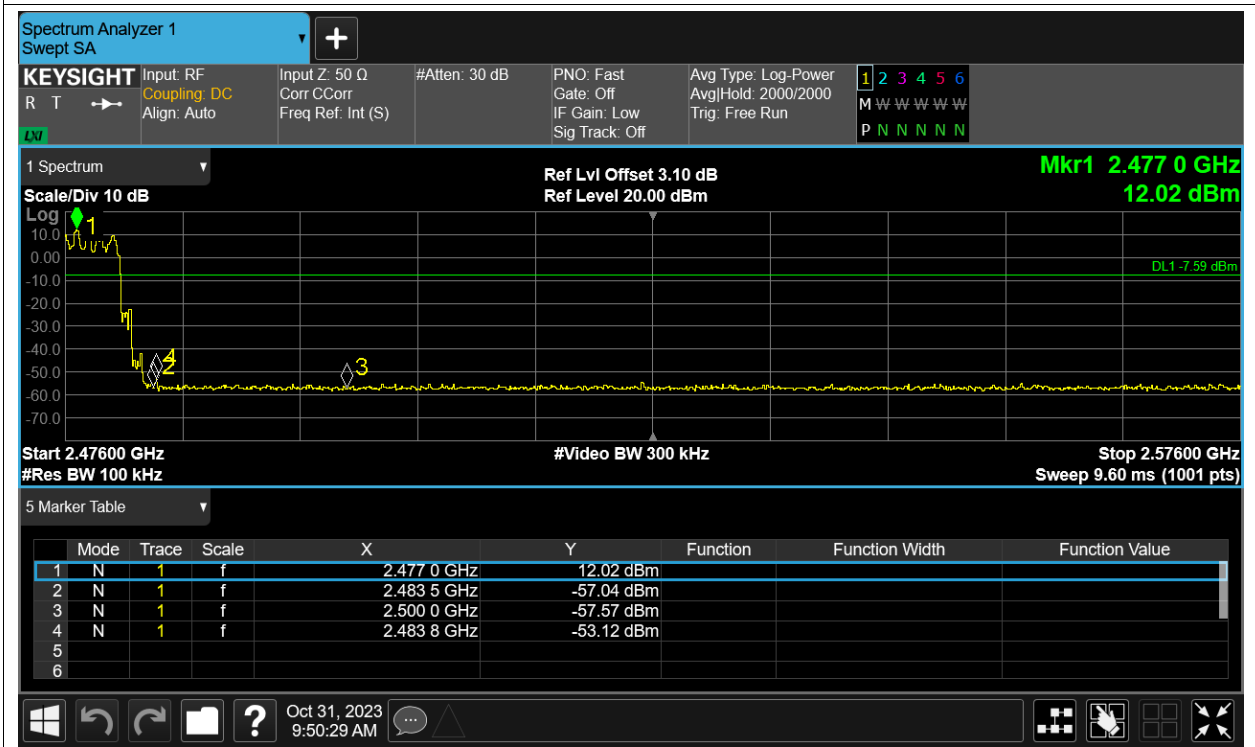 Spectrum Analyzer 1
Swept SA
KEYSIGHT Input: RF Input Z: 50 Ω #Atten: 30 dB PNO: Fast Avg Type: Log-Power 1 2 3 4 5 6
R T Coupling: DC Corr CCorr Gate: Off Avg|Hold: 2000/2000 M W W W W W
Align: Auto Freq Ref: Int (S) IF Gain: Low Trig: Free Run
LXI Sig Track: Off P N N N N N
1 Spectrum Ref Lvl Offset 3.10 dB Mkr1 2.477 0 GHz
Scale/Div 10 dB Ref Level 20.00 dBm 12.02 dBm
Log
1
10.0
0.00
DL1 -7.59 dBm
-10.0
-20.0
-30.0
-40.0
4
2
3
-50.0
-60.0
-70.0
Start 2.47600 GHz #Video BW 300 kHz Stop 2.57600 GHz
#Res BW 100 kHz Sweep 9.60 ms (1001 pts)
5 Marker Table
Mode Trace Scale X Y Function Function Width Function Value
1 N 1 f 2.477 0 GHz 12.02 dBm
2 N 1 f 2.483 5 GHz -57.04 dBm
3 N 1 f 2.500 0 GHz -57.57 dBm
4 N 1 f 2.483 8 GHz -53.12 dBm
5
6
? Oct 31, 2023
9:50:29 AM